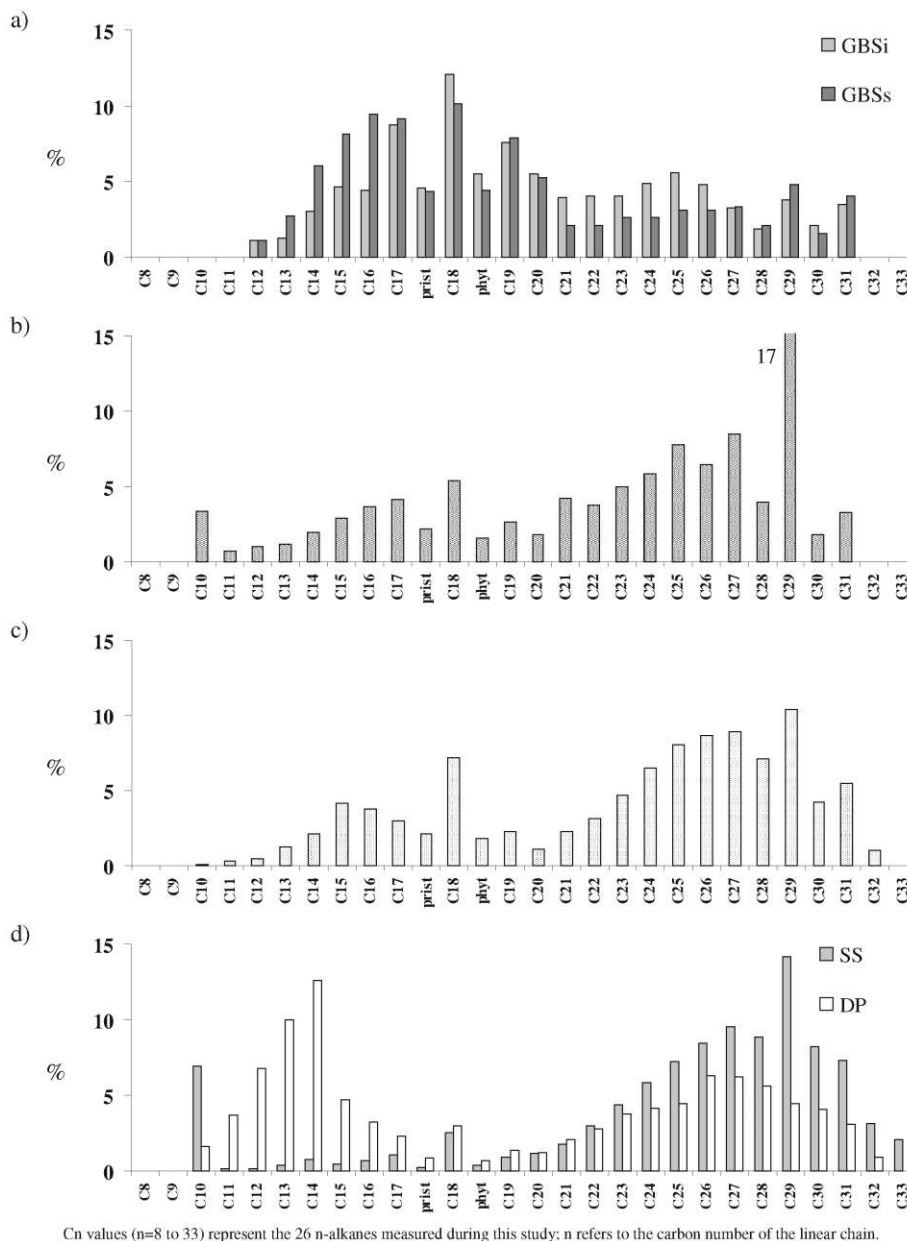 a)
15
10
%
5
0
GBSi
GBSs
C8 C9 C10 C11 C12 C13 C14 C15 C16 C17 prist C18 phyt C19 C20 C21 C22 C23 C24 C25 C26 C27 C28 C29 C30 C31 C32 C33
b)
15
10
%
5
0
17
C8 C9 C10 C11 C12 C13 C14 C15 C16 C17 prist C18 phyt C19 C20 C21 C22 C23 C24 C25 C26 C27 C28 C29 C30 C31 C32 C33
c)
15
10
%
5
0
C8 C9 C10 C11 C12 C13 C14 C15 C16 C17 prist C18 phyt C19 C20 C21 C22 C23 C24 C25 C26 C27 C28 C29 C30 C31 C32 C33
d)
15
10
%
5
0
SS
DP
C8 C9 C10 C11 C12 C13 C14 C15 C16 C17 prist C18 phyt C19 C20 C21 C22 C23 C24 C25 C26 C27 C28 C29 C30 C31 C32 C33
Cn values (n=8 to 33) represent the 26 n-alkanes measured during this study; n refers to the carbon number of the linear chain.